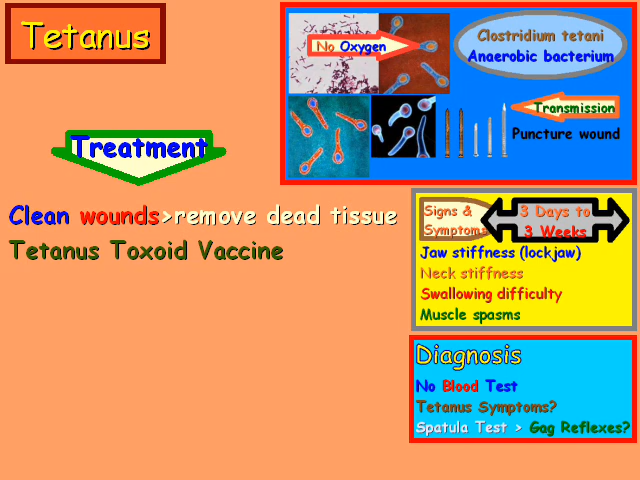 Tetanus
No Oxygen
Clostridium tetani
Anaerobic bacterium
Transmission
Puncture wound
Treatment
Clean wounds>remove dead tissue
Tetanus Toxoid Vaccine
Signs &
Symptoms
3 Days to
3 Weeks
Jaw stiffness (lockjaw)
Neck stiffness
Swallowing difficulty
Muscle spasms
Diagnosis
No Blood Test
Tetanus Symptoms?
Spatula Test > Gag Reflexes?